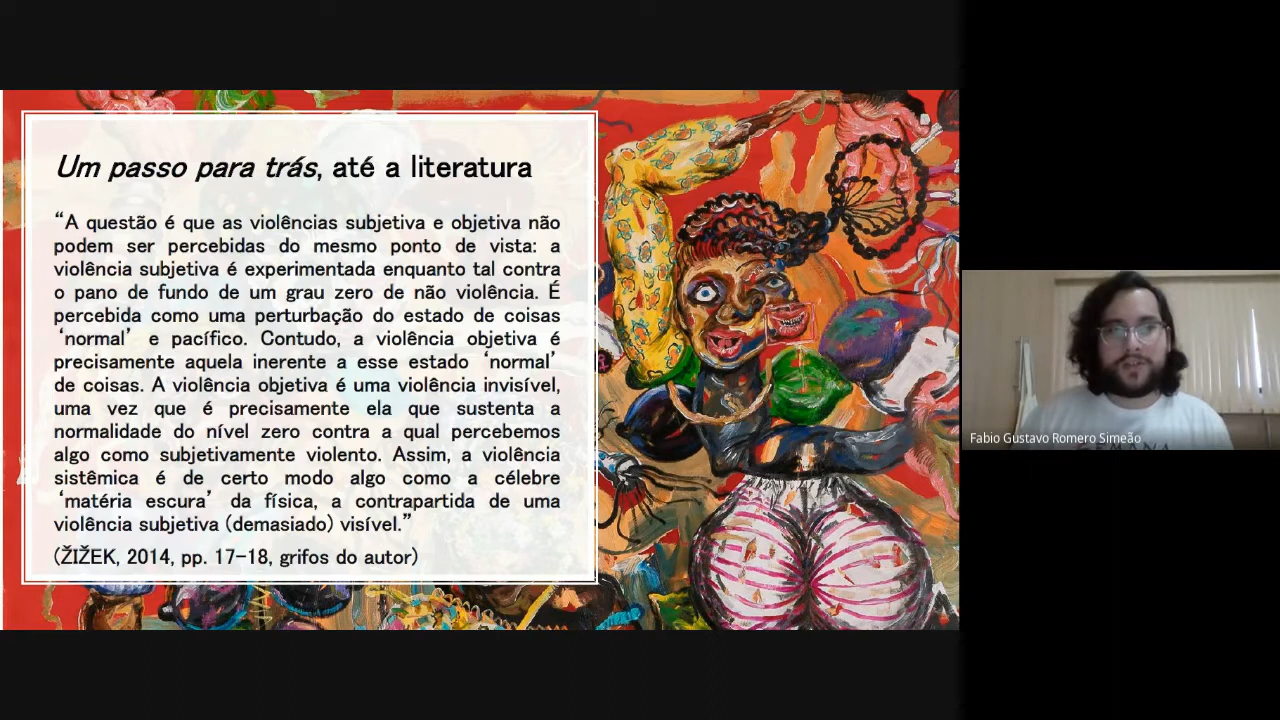 Um passo para trás, até a literatura
“A questão é que as violências subjetiva e objetiva não
podem ser percebidas do mesmo ponto de vista: a
violência subjetiva é experimentada enquanto tal contra
o pano de fundo de um grau zero de não violência. É
percebida como uma perturbação do estado de coisas
‘normal’ e pacífico. Contudo, a violência objetiva é
precisamente aquela inerente a esse estado ‘normal’
de coisas. A violência objetiva é uma violência invisível,
uma vez que é precisamente ela que sustenta a
normalidade do nível zero contra a qual percebemos
algo como subjetivamente violento. Assim, a violência
sistêmica é de certo modo algo como a célebre
‘matéria escura’ da física, a contrapartida de uma
violência subjetiva (demasiado) visível.”
(ŽIŽEK, 2014, pp. 17-18, grifos do autor)
Fabio Gustavo Romero Simeão